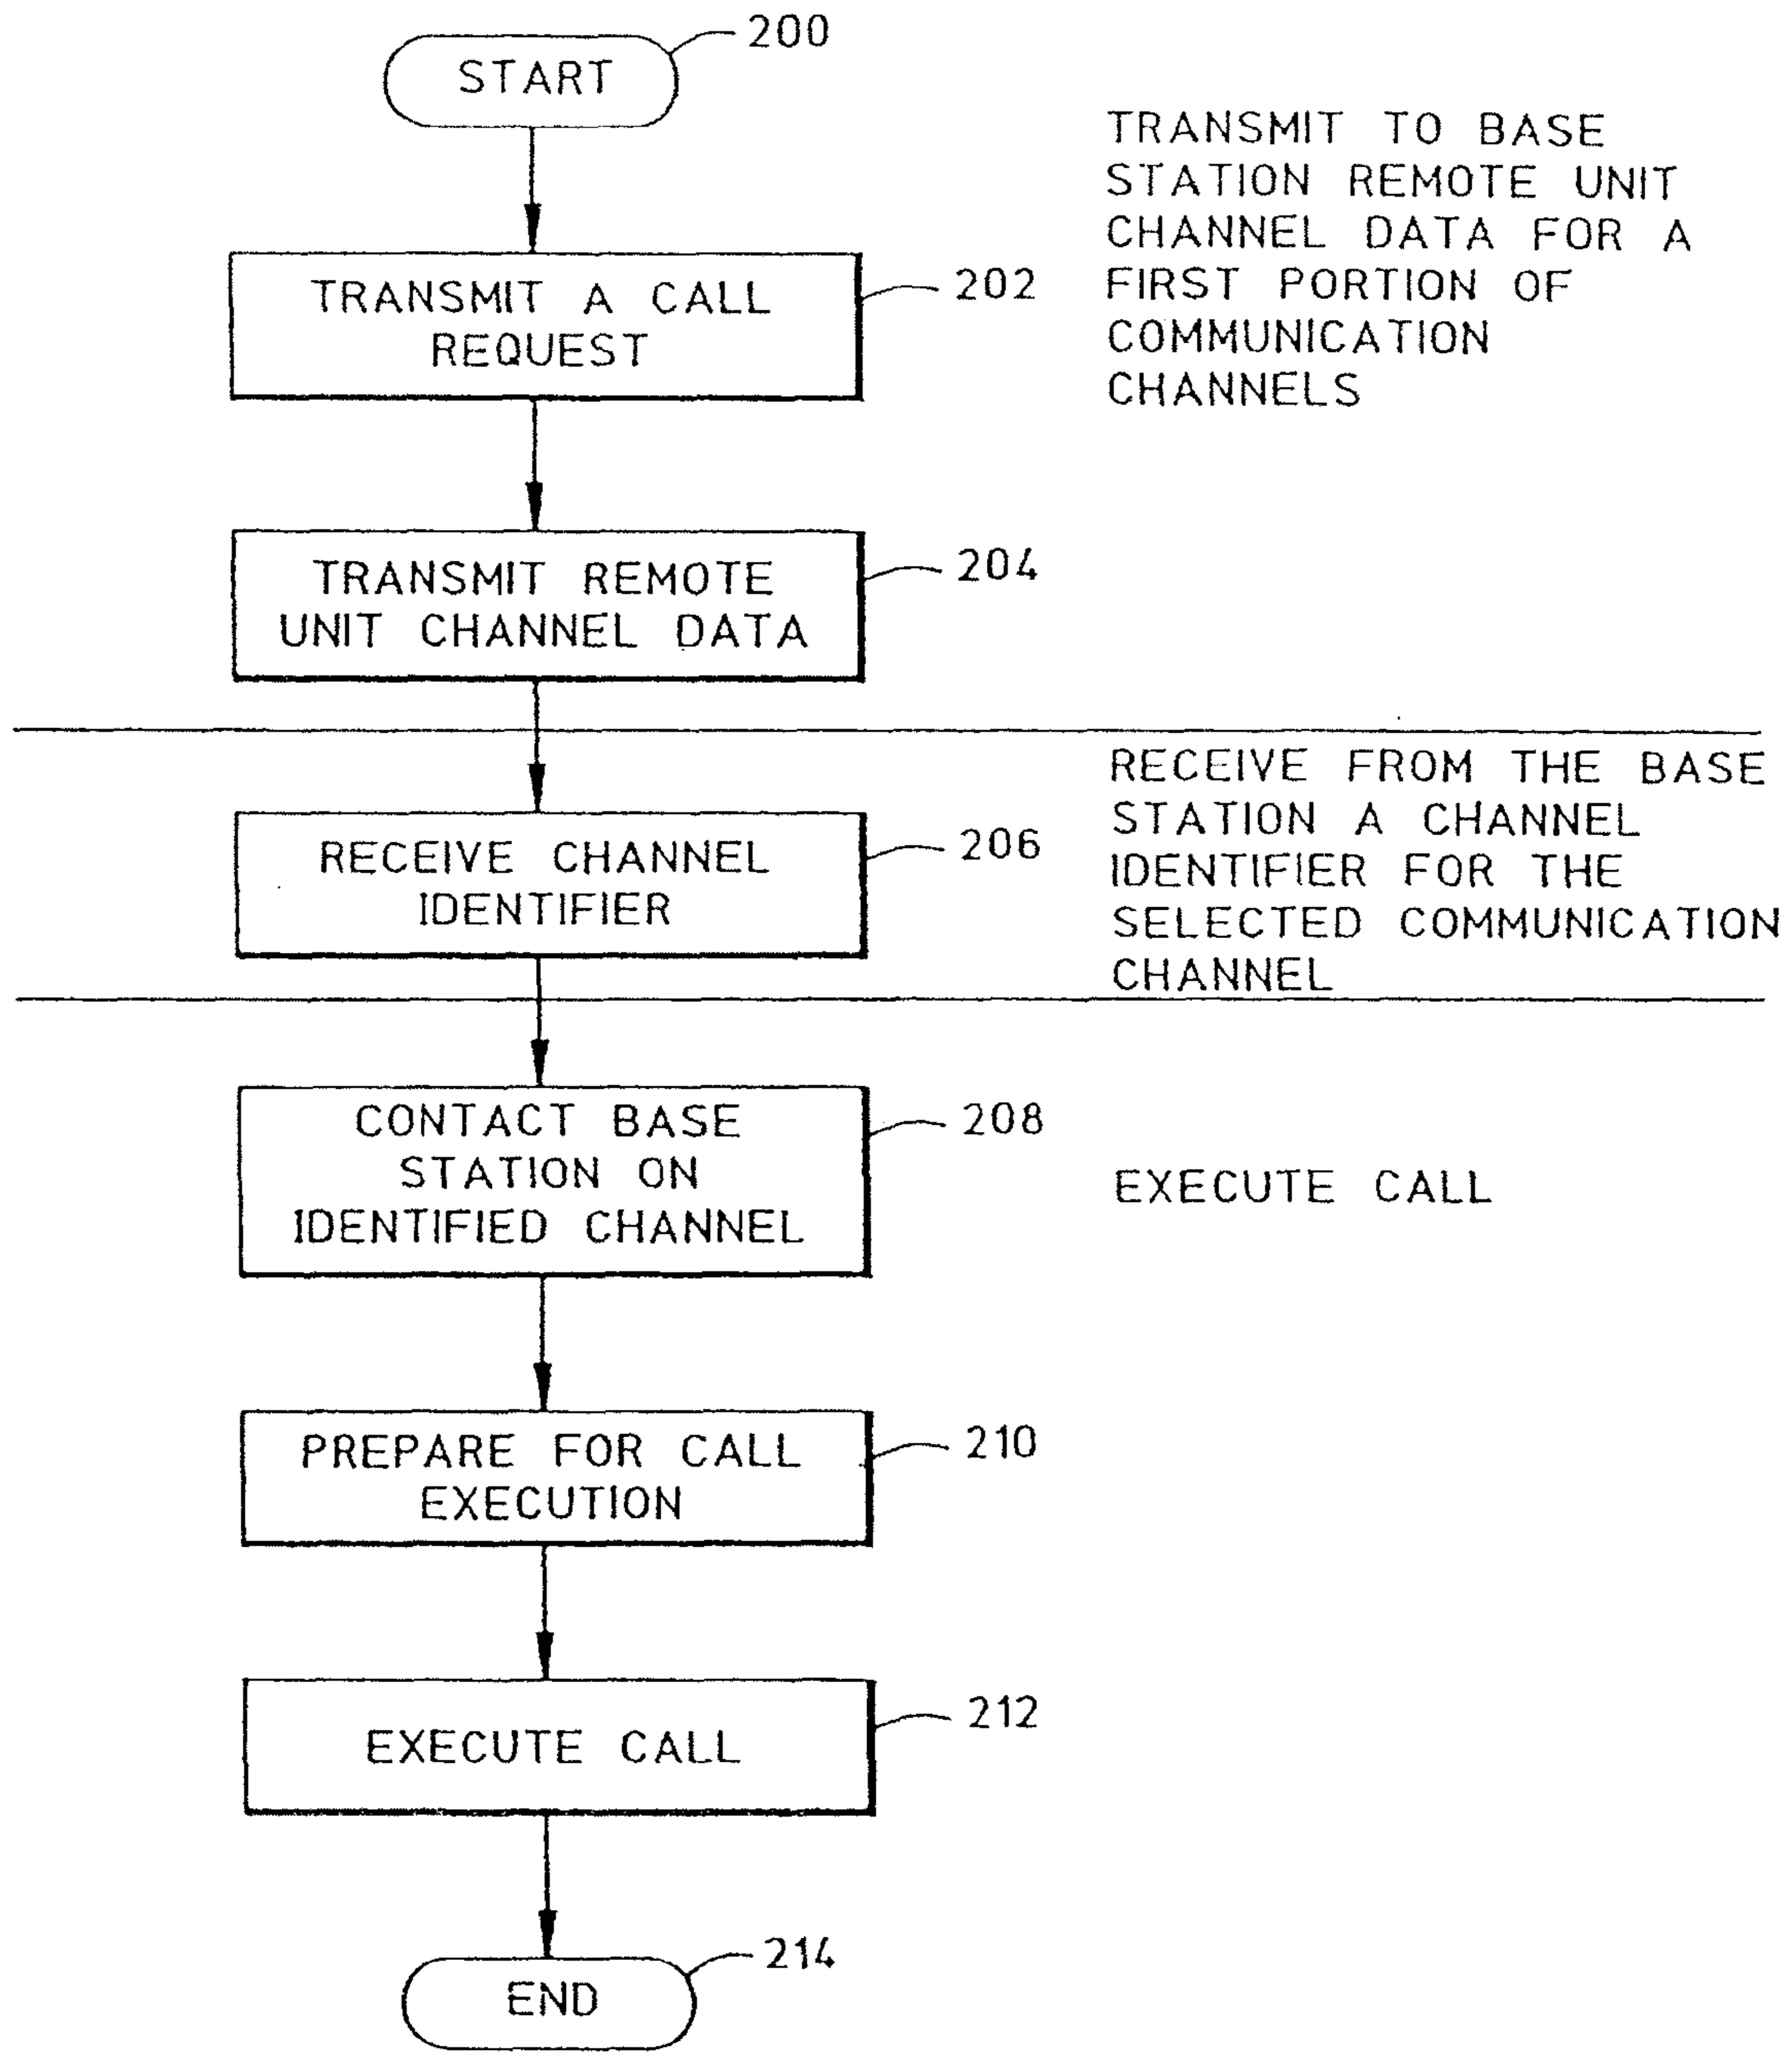 START
200
TRANSMIT TO BASE
STATION REMOTE UNIT
CHANNEL DATA FOR A
FIRST PORTION OF
COMMUNICATION
CHANNELS
TRANSMIT A CALL
REQUEST
202
TRANSMIT REMOTE
UNIT CHANNEL DATA
204
RECEIVE FROM THE BASE
STATION A CHANNEL
IDENTIFIER FOR THE
SELECTED COMMUNICATION
CHANNEL
RECEIVE CHANNEL
IDENTIFIER
206
CONTACT BASE
STATION ON
IDENTIFIED CHANNEL
208
EXECUTE CALL
PREPARE FOR CALL
EXECUTION
210
EXECUTE CALL
212
END
214